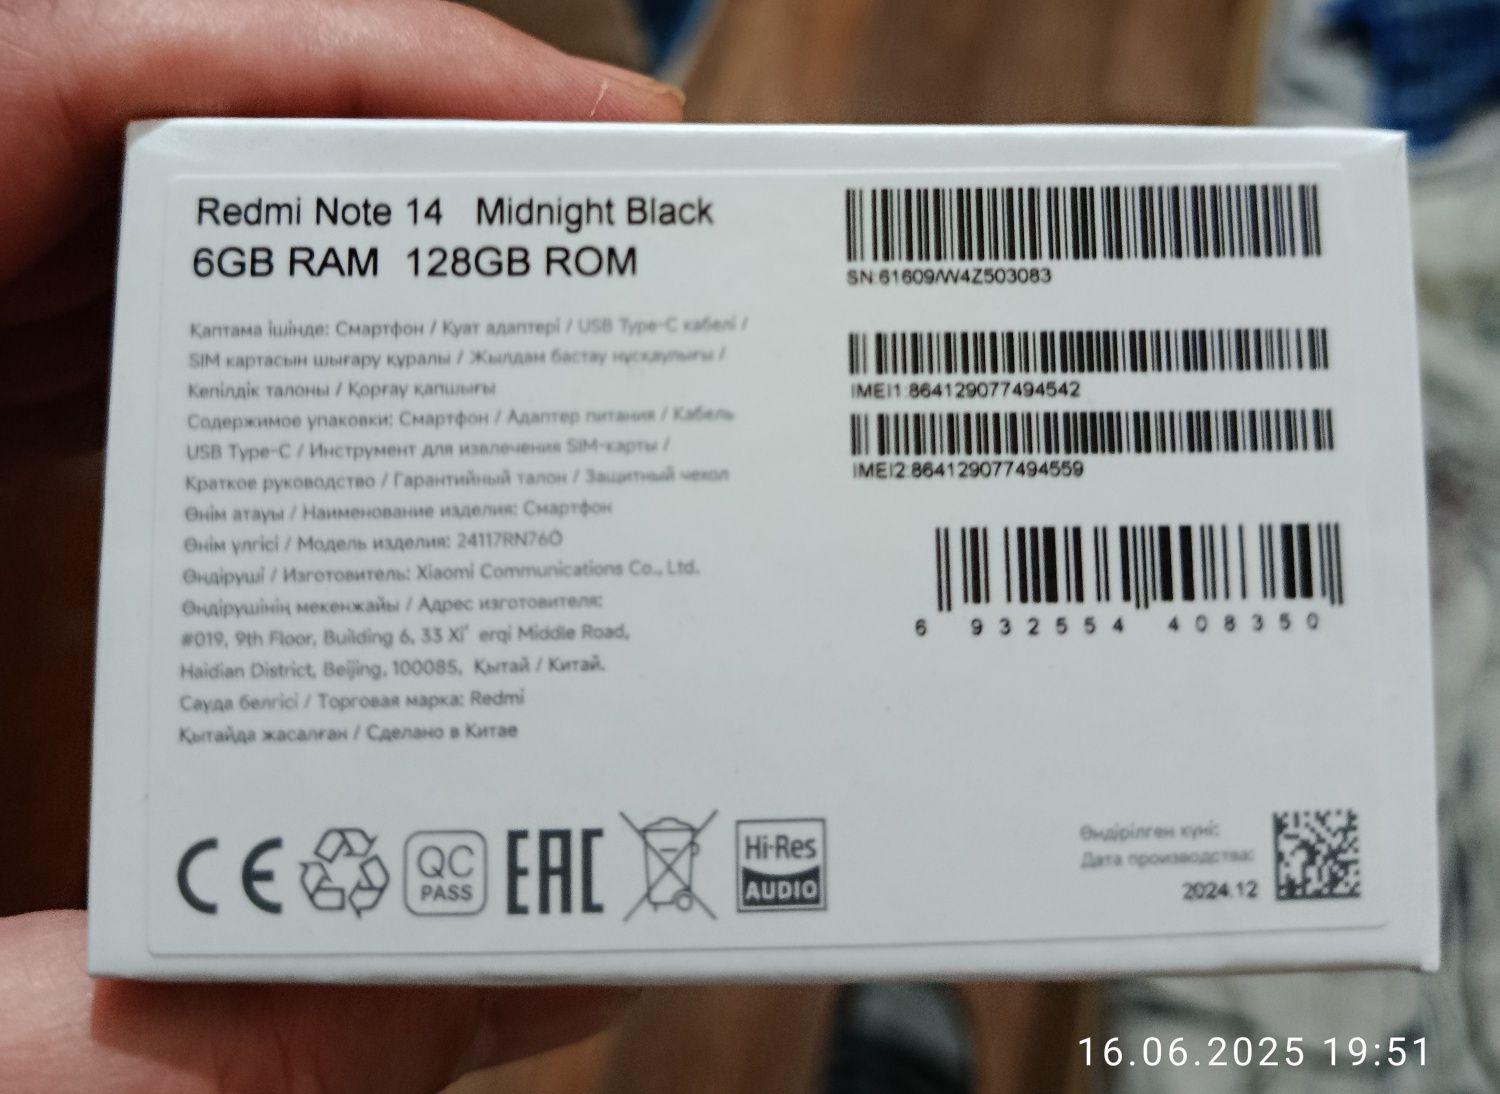 Redmi Note 14 Midnight Black
6GB RAM 128GB ROM
Қаптама ішінде: Смартфон / Қуат адаптері / USB Type-C кабелі /
SIM картасын шығару құралы / Жылдам бастау нұсқаулығы /
Кепілдік талоны / Қорғау қапшығы
Содержимое упаковки: Смартфон / Адаптер питания / Кабель
USB Type-C / Инструмент для извлечения SIM-карты /
Краткое руководство / Гарантийный талон / Защитный чехол
Өнім атауы / Наименование изделия: Смартфон
Өнім үлгісі / Модель изделия: 24117RN76O
Өндіруші / Изготовитель: Xiaomi Communications Co., Ltd.
Өндірушінің мекенжайы / Адрес изготовителя:
#019, 9th Floor, Building 6, 33 Xi' erqi Middle Road,
Haidian District, Beijing, 100085, Қытай / Китай.
Сауда белгісі / Торговая марка: Redmi
Қытайда жасалған / Сделано в Китае
SN:61609/W4Z503083
IMEI1:864129077494542
IMEI2:864129077494559
6 932554 408350
CE
QC
PASS
EAC
Hi-Res
AUDIO
Өндірілген күні:
Дата производства:
2024.12
16.06.2025 19:51